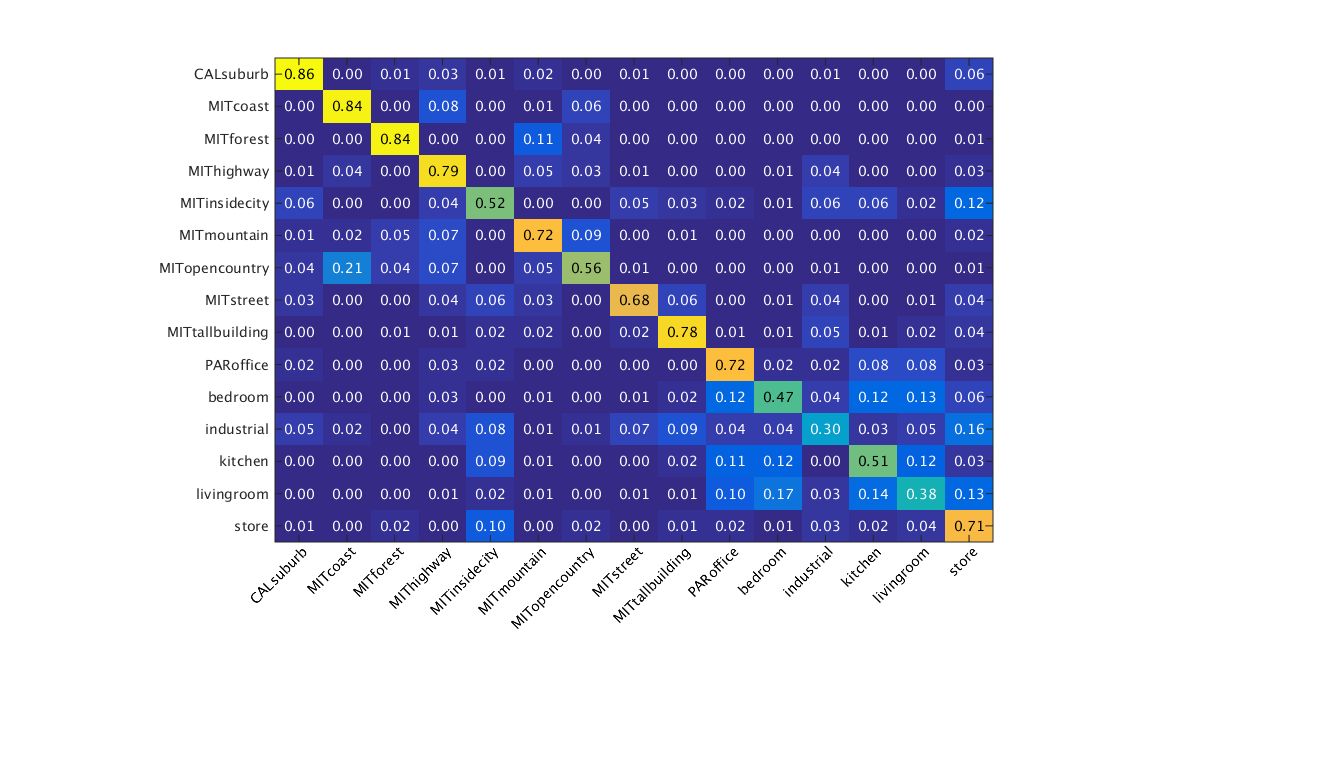 CALsuburb 0.86 0.00 0.01 0.03 0.01 0.02 0.00 0.01 0.00 0.00 0.00 0.01 0.00 0.00 0.06
MITcoast 0.00 0.84 0.00 0.08 0.00 0.01 0.06 0.00 0.00 0.00 0.00 0.00 0.00 0.00 0.00
MITforest 0.00 0.00 0.84 0.00 0.00 0.11 0.04 0.00 0.00 0.00 0.00 0.00 0.00 0.00 0.01
MIThighway 0.01 0.04 0.00 0.79 0.00 0.05 0.03 0.01 0.00 0.00 0.01 0.04 0.00 0.00 0.03
MITinsidecity 0.06 0.00 0.00 0.04 0.52 0.00 0.00 0.05 0.03 0.02 0.01 0.06 0.06 0.02 0.12
MITmountain 0.01 0.02 0.05 0.07 0.00 0.72 0.09 0.00 0.01 0.00 0.00 0.00 0.00 0.00 0.02
MITopencountry 0.04 0.21 0.04 0.07 0.00 0.05 0.56 0.01 0.00 0.00 0.00 0.01 0.00 0.00 0.01
MITstreet 0.03 0.00 0.00 0.04 0.06 0.03 0.00 0.68 0.06 0.00 0.01 0.04 0.00 0.01 0.04
MITtallbuilding 0.00 0.00 0.01 0.01 0.02 0.02 0.00 0.02 0.78 0.01 0.01 0.05 0.01 0.02 0.04
PARoffice 0.02 0.00 0.00 0.03 0.02 0.00 0.00 0.00 0.00 0.72 0.02 0.02 0.08 0.08 0.03
bedroom 0.00 0.00 0.00 0.03 0.00 0.01 0.00 0.01 0.02 0.12 0.47 0.04 0.12 0.13 0.06
industrial 0.05 0.02 0.00 0.04 0.08 0.01 0.01 0.07 0.09 0.04 0.04 0.30 0.03 0.05 0.16
kitchen 0.00 0.00 0.00 0.00 0.09 0.01 0.00 0.00 0.02 0.11 0.12 0.00 0.51 0.12 0.03
livingroom 0.00 0.00 0.00 0.01 0.02 0.01 0.00 0.01 0.01 0.10 0.17 0.03 0.14 0.38 0.13
store 0.01 0.00 0.02 0.00 0.10 0.00 0.02 0.00 0.01 0.02 0.01 0.03 0.02 0.04 0.71
CALsuburb MITcoast MITforest MIThighway MITinsidecity MITmountain MITopencountry MITstreet MITtallbuilding PARoffice bedroom industrial kitchen livingroom store